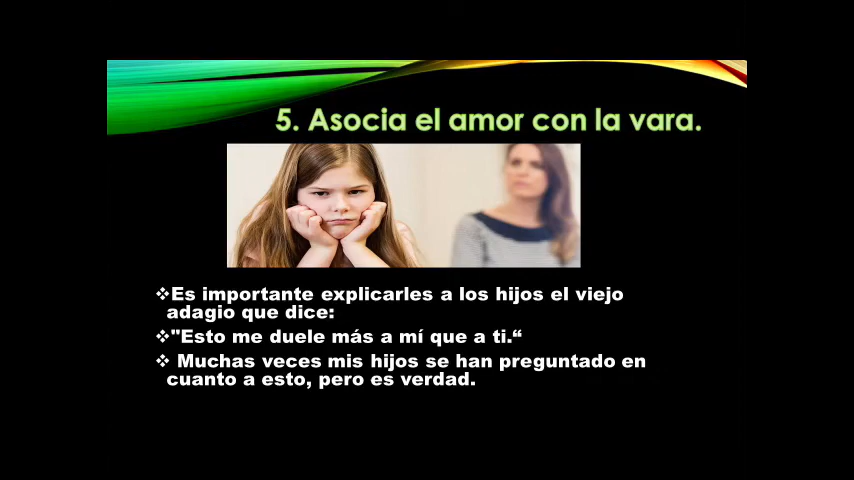 5. Asocia el amor con la vara.
❖Es importante explicarles a los hijos el viejo
adagio que dice:
❖"Esto me duele más a mí que a ti.“
❖ Muchas veces mis hijos se han preguntado en
cuanto a esto, pero es verdad.